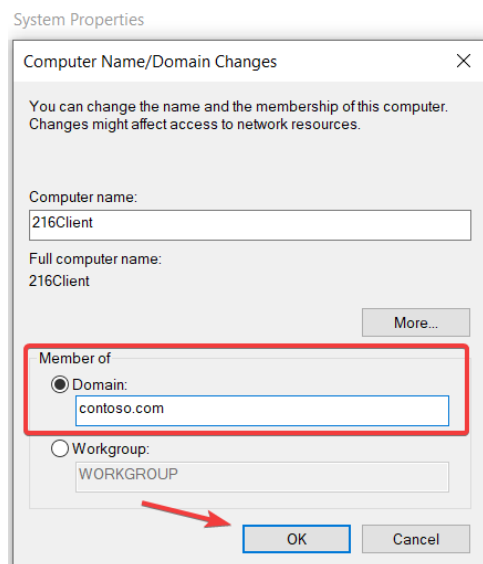 System Properties
Computer Name/Domain Changes
You can change the name and the membership of this computer.
Changes might affect access to network resources.
Computer name:
216Client
Full computer name:
216Client
More...
Member of
Domain:
contoso.com
Workgroup:
WORKGROUP
OK
Cancel